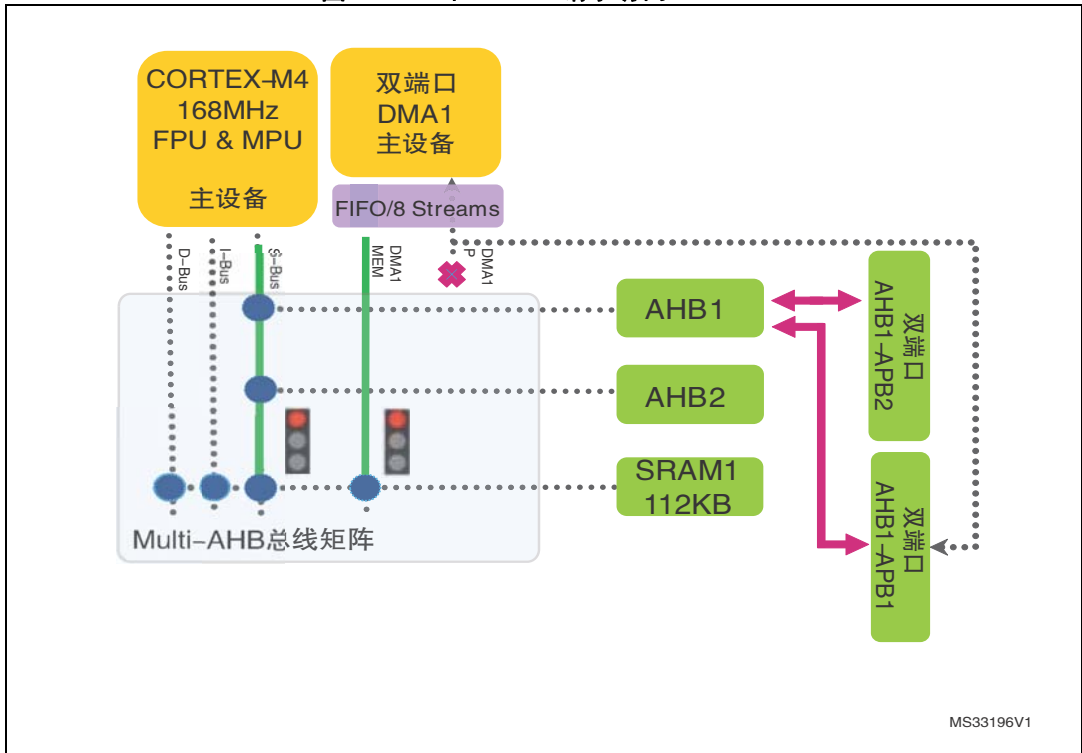 CORTEX-M4
168MHz
FPU & MPU
主设备
双端口
DMA1
主设备
FIFO/8 Streams
D-Bus
I-Bus
S-Bus
DMA1
MEM
DMA1
P
AHB1
AHB2
SRAM1
112KB
双端口
AHB1-APB2
双端口
AHB1-APB1
Multi-AHB总线矩阵
MS33196V1